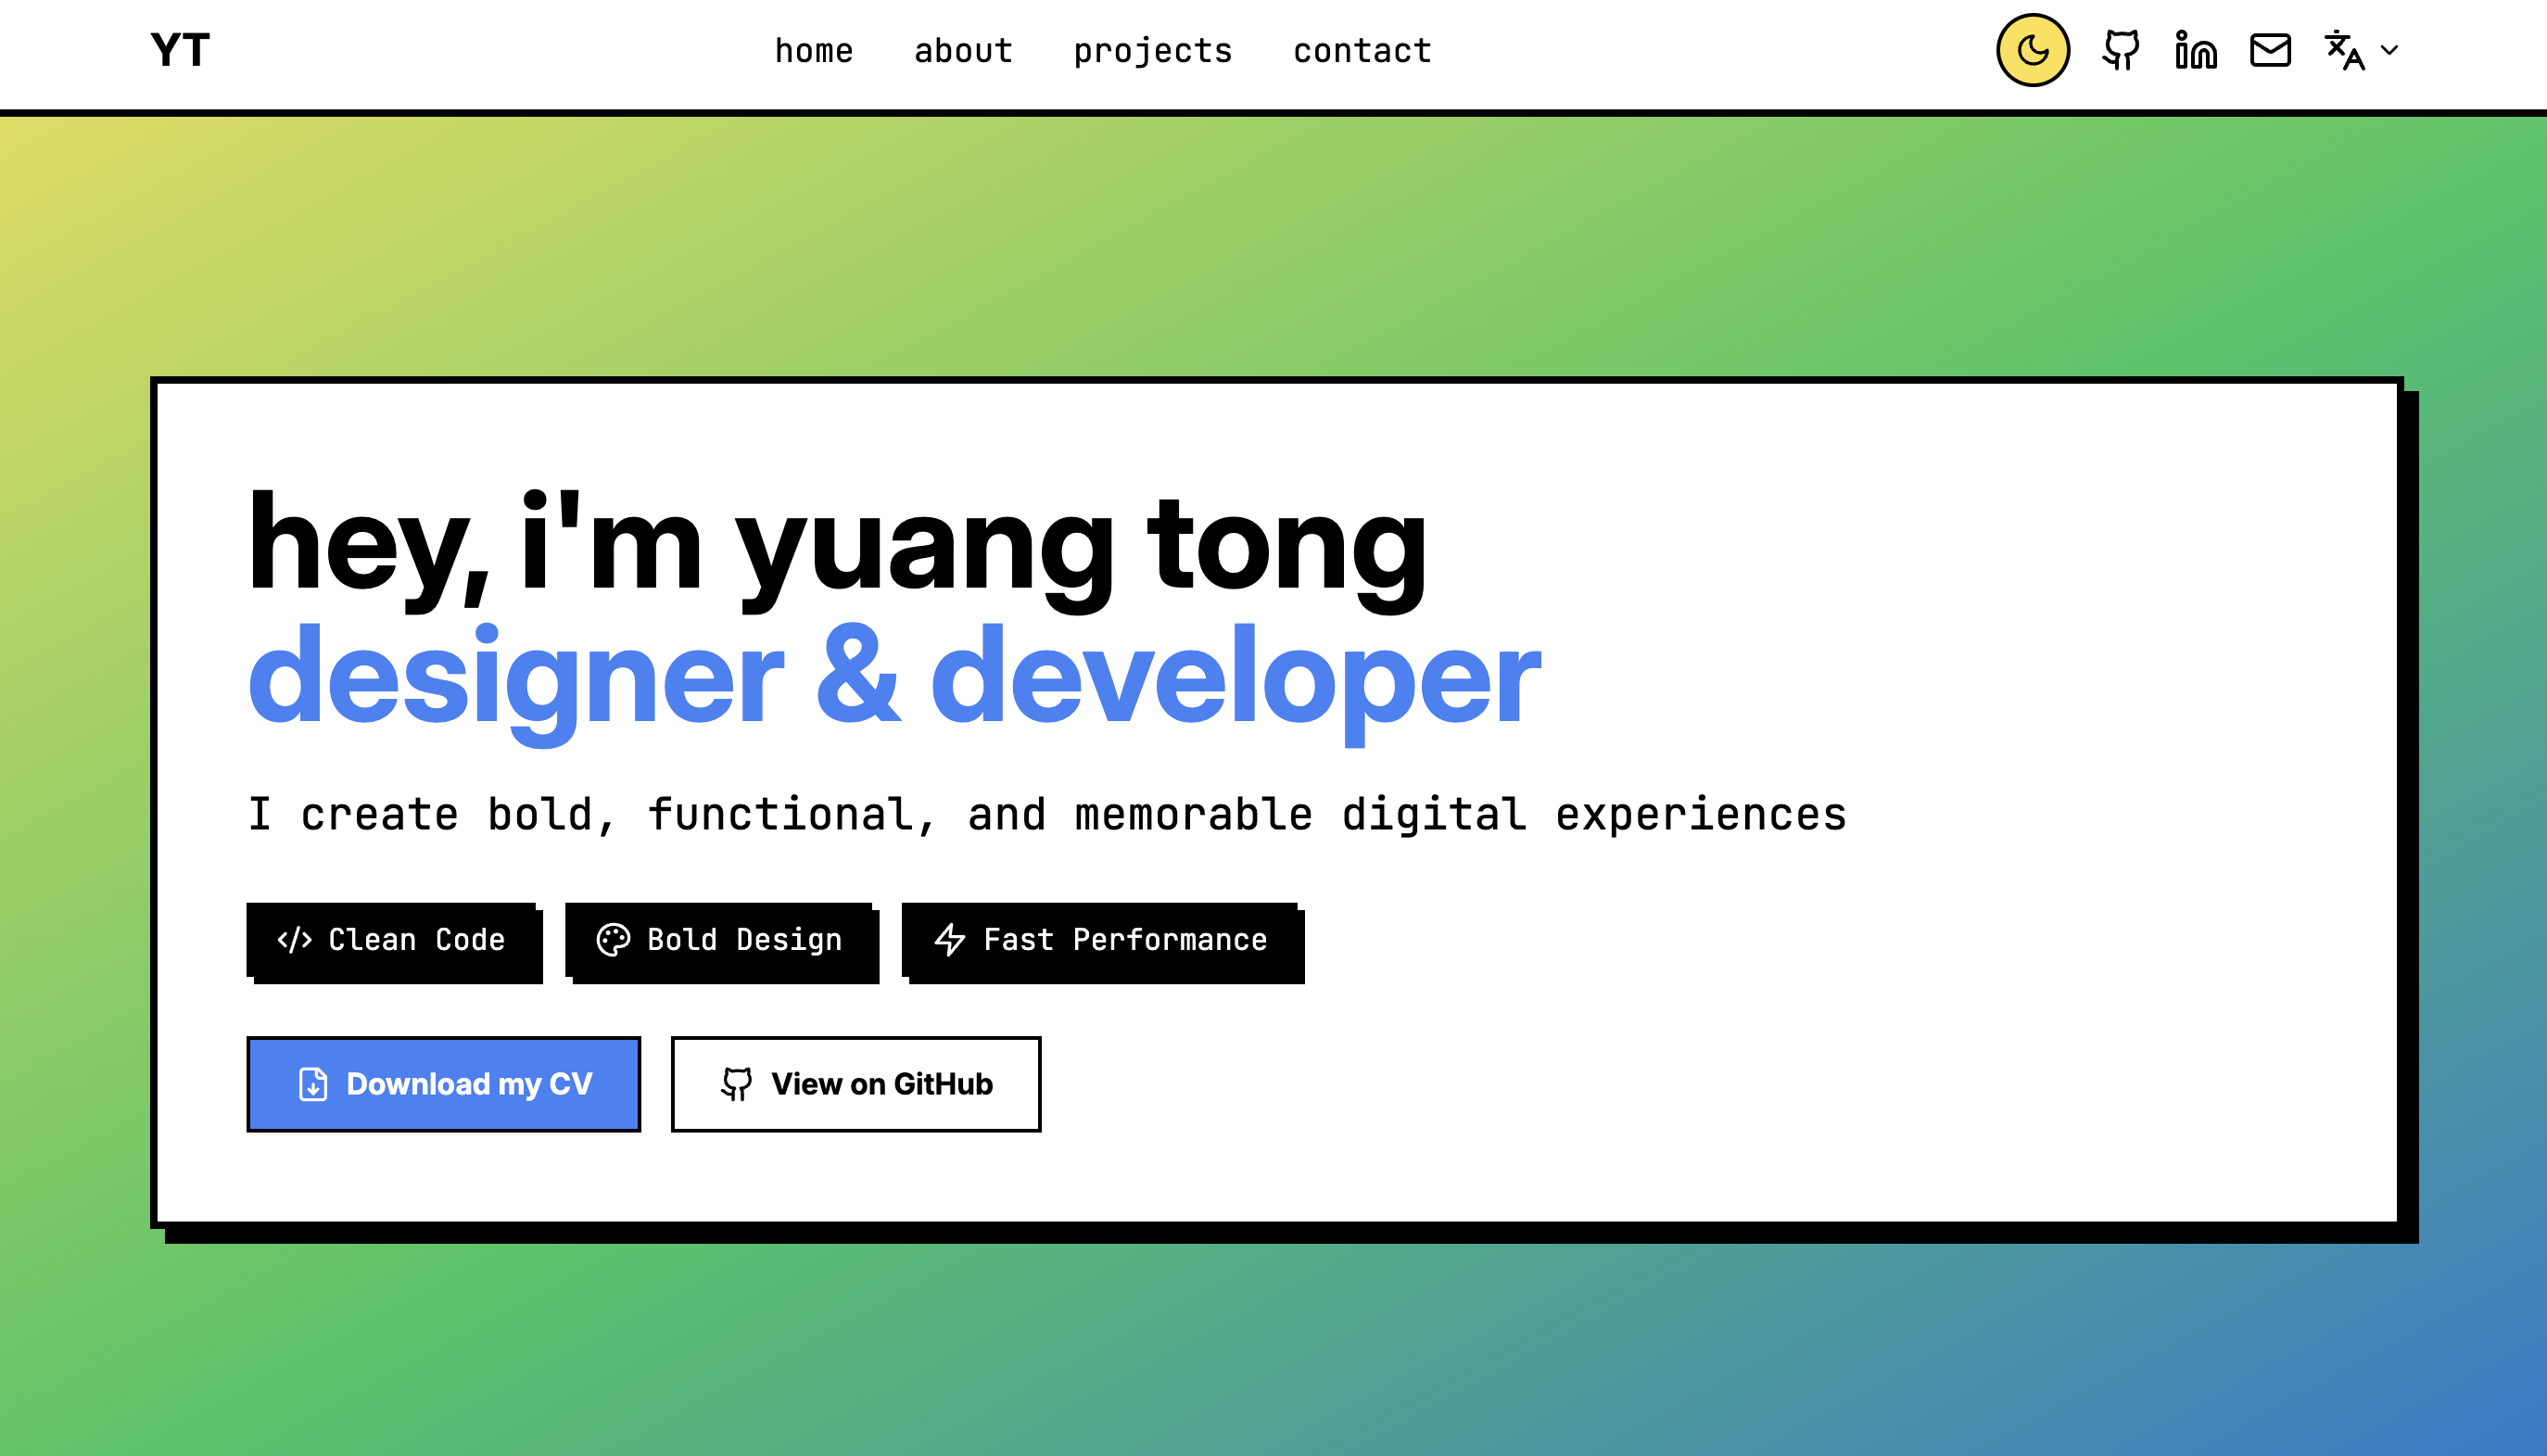 YT
home about projects contact
hey, i'm yuang tong
designer & developer
I create bold, functional, and memorable digital experiences
Clean Code Bold Design Fast Performance
Download my CV View on GitHub